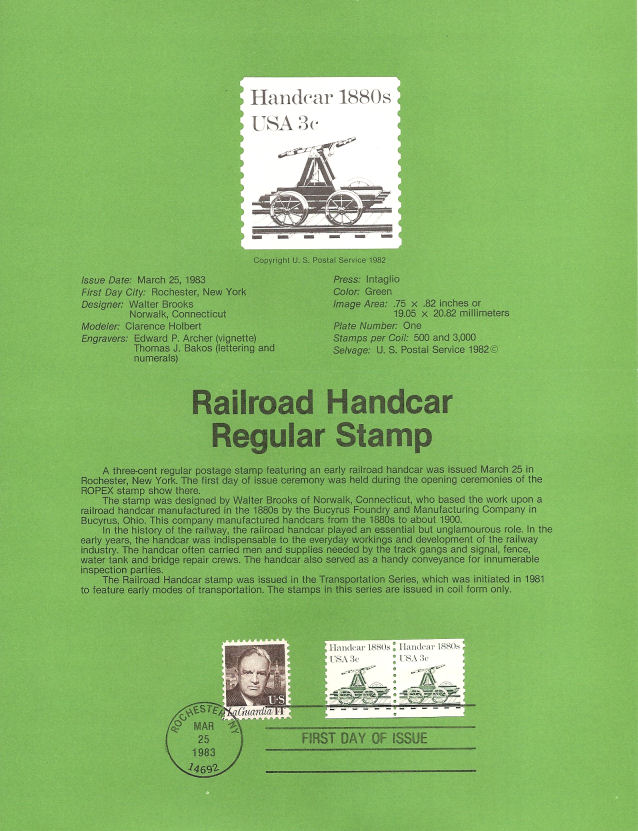 Handcar 1880s
USA 3c
Copyright U. S. Postal Service 1982
Issue Date: March 25, 1983
First Day City: Rochester, New York
Designer: Walter Brooks
Norwalk, Connecticut
Modeler: Clarence Holbert
Engravers: Edward P. Archer (vignette)
Thomas J. Bakos (lettering and
numerals)
Press: Intaglio
Color: Green
Image Area: .75 × .82 inches or
19.05 × 20.82 millimeters
Plate Number: One
Stamps per Coil: 500 and 3,000
Selvage: U. S. Postal Service 1982©
Railroad Handcar
Regular Stamp
A three-cent regular postage stamp featuring an early railroad handcar was issued March 25 in
Rochester, New York. The first day of issue ceremony was held during the opening ceremonies of the
ROPEX stamp show there.
The stamp was designed by Walter Brooks of Norwalk, Connecticut, who based the work upon a
railroad handcar manufactured in the 1880s by the Bucyrus Foundry and Manufacturing Company in
Bucyrus, Ohio. This company manufactured handcars from the 1880s to about 1900.
In the history of the railway, the railroad handcar played an essential but unglamourous role. In the
early years, the handcar was indispensable to the everyday workings and development of the railway
industry. The handcar often carried men and supplies needed by the track gangs and signal, fence,
water tank and bridge repair crews. The handcar also served as a handy conveyance for innumerable
inspection parties.
The Railroad Handcar stamp was issued in the Transportation Series, which was initiated in 1981
to feature early modes of transportation. The stamps in this series are issued in coil form only.
US
LaGuardia 14
Handcar 1880s
USA 3c
Handcar 1880s
USA 3c
ROCHESTER, NY
MAR
25
1983
14692
FIRST DAY OF ISSUE